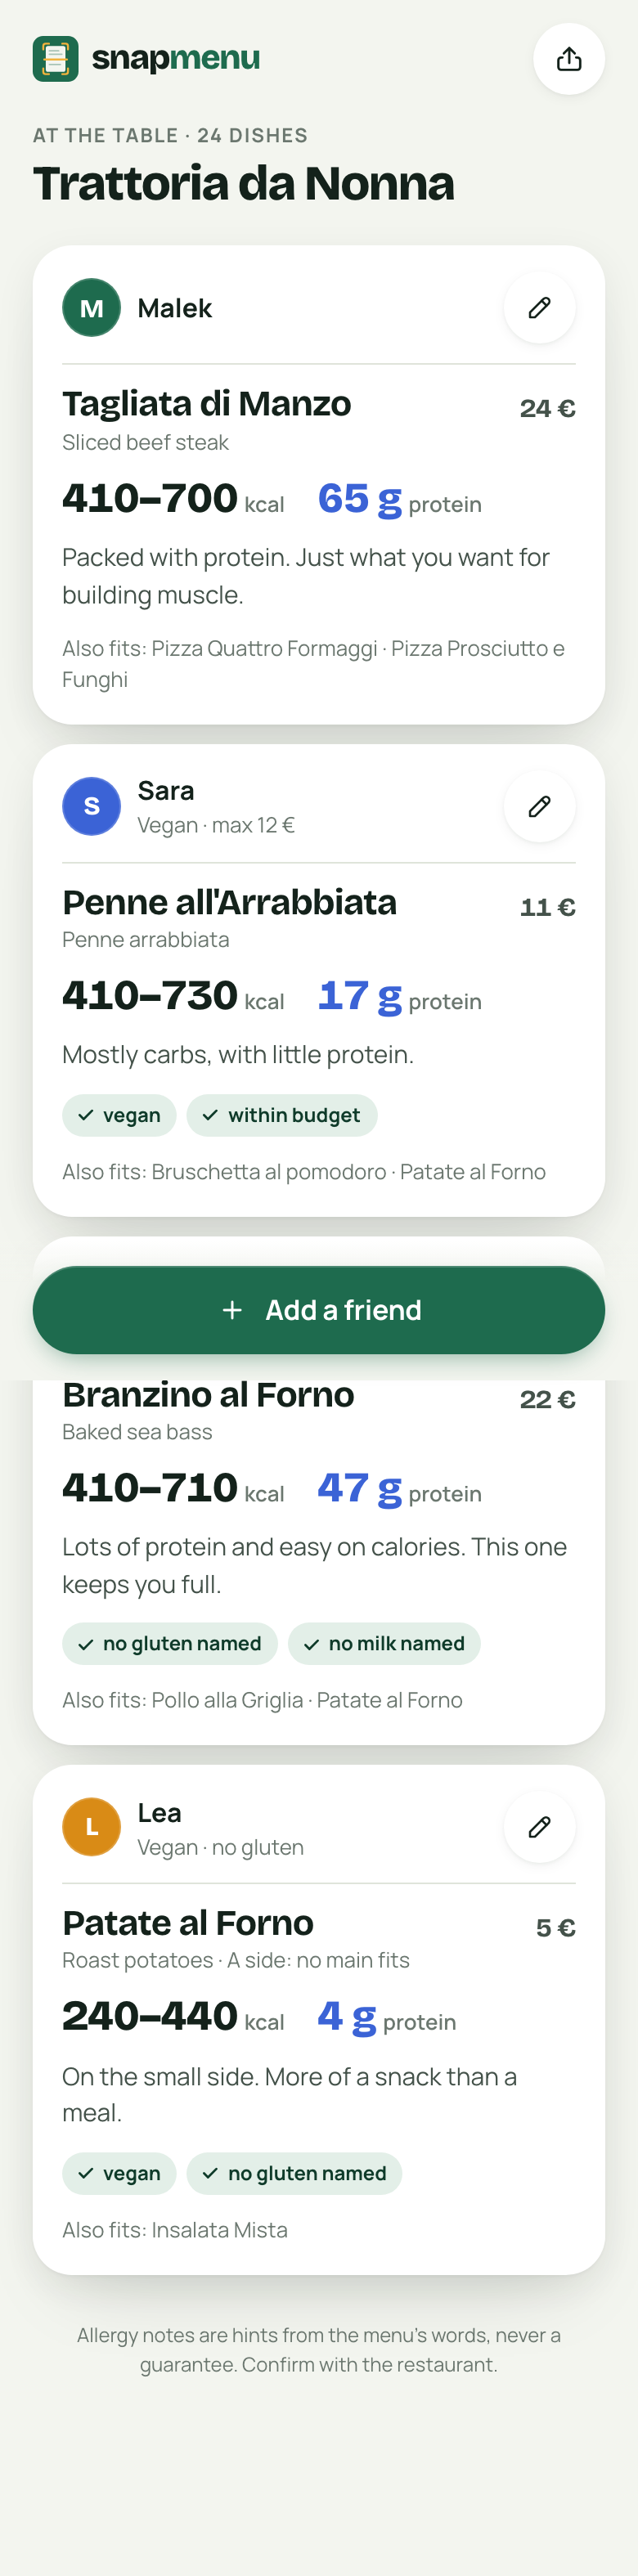 snapmenu
AT THE TABLE · 24 DISHES
Trattoria da Nonna
M Malek
Tagliata di Manzo 24 €
Sliced beef steak
410–700 kcal 65 g protein
Packed with protein. Just what you want for
building muscle.
Also fits: Pizza Quattro Formaggi · Pizza Prosciutto e
Funghi
S Sara
Vegan · max 12 €
Penne all'Arrabbiata 11 €
Penne arrabbiata
410–730 kcal 17 g protein
Mostly carbs, with little protein.
vegan within budget
Also fits: Bruschetta al pomodoro · Patate al Forno
+ Add a friend
Branzino al Forno 22 €
Baked sea bass
410–710 kcal 47 g protein
Lots of protein and easy on calories. This one
keeps you full.
no gluten named no milk named
Also fits: Pollo alla Griglia · Patate al Forno
L Lea
Vegan · no gluten
Patate al Forno 5 €
Roast potatoes · A side: no main fits
240–440 kcal 4 g protein
On the small side. More of a snack than a
meal.
vegan no gluten named
Also fits: Insalata Mista
Allergy notes are hints from the menu's words, never a
guarantee. Confirm with the restaurant.